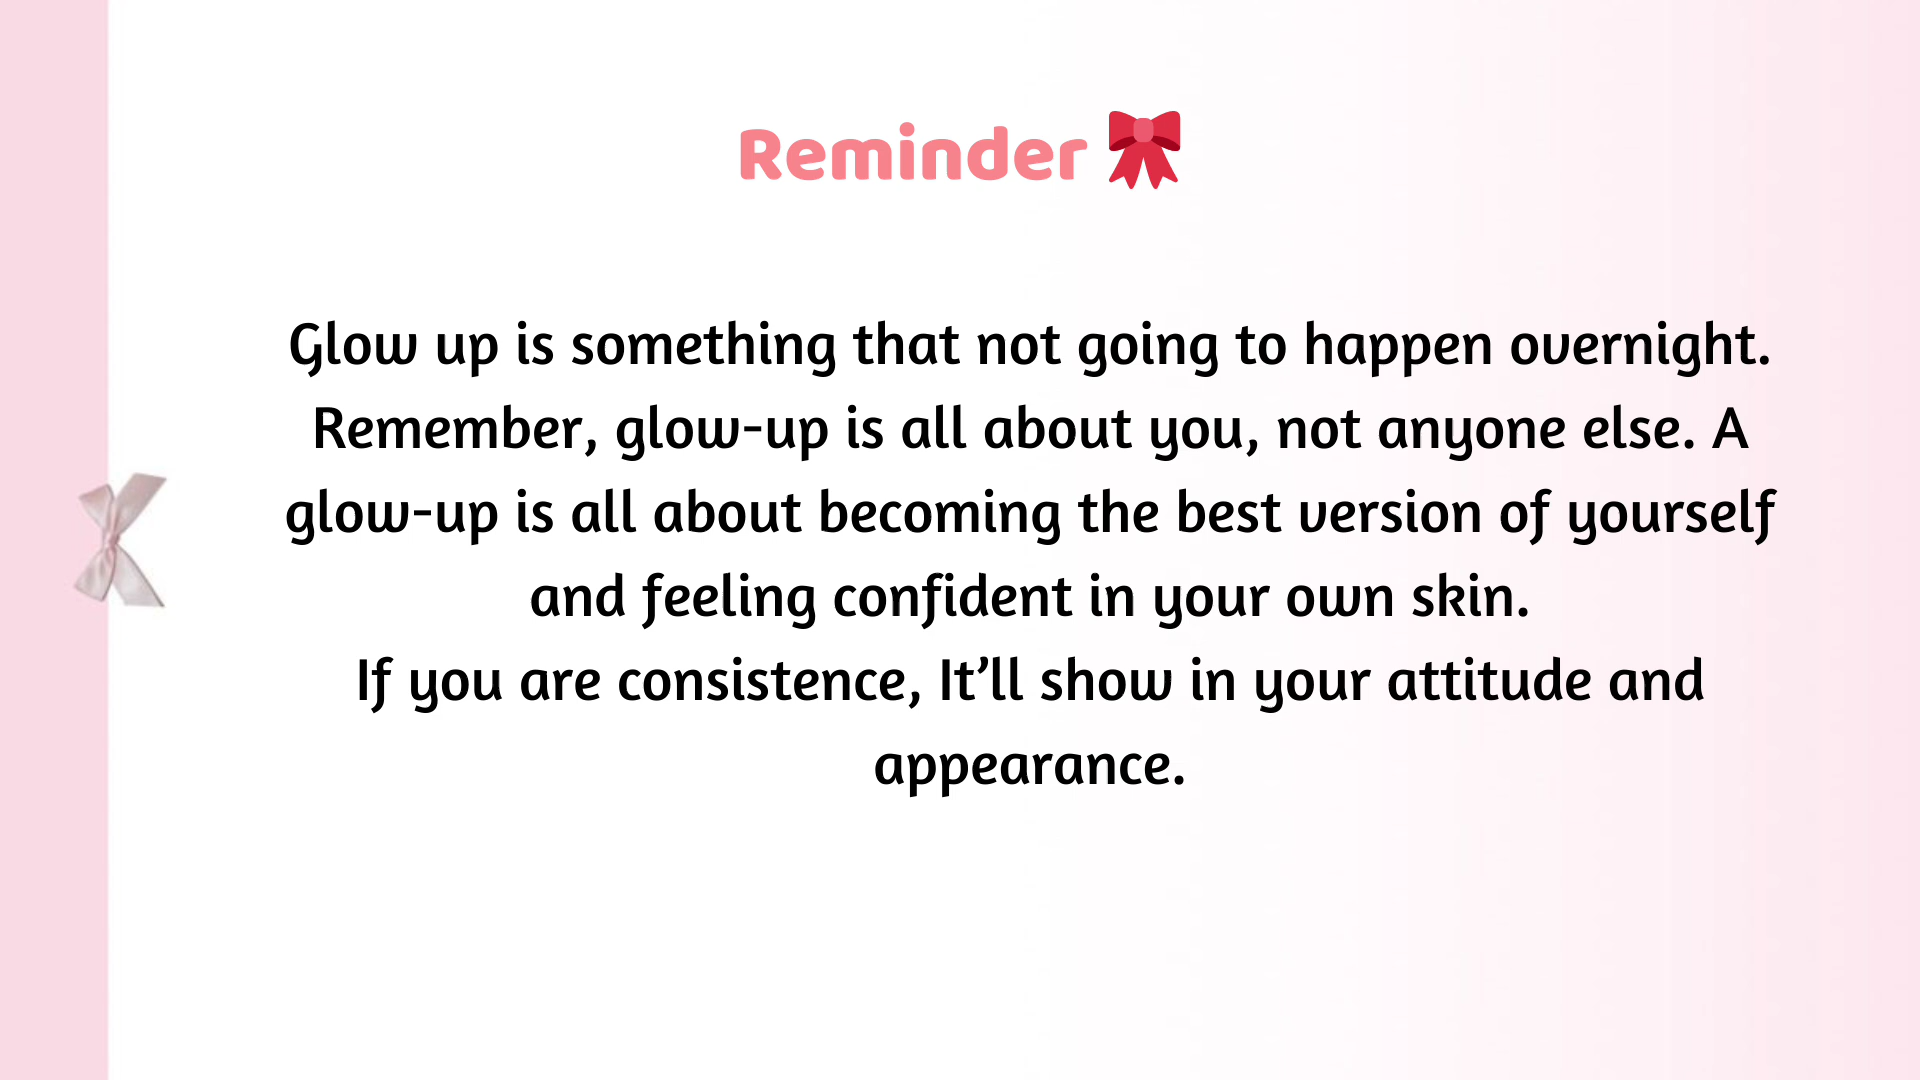 Reminder 🎀
Glow up is something that not going to happen overnight.
Remember, glow-up is all about you, not anyone else. A
glow-up is all about becoming the best version of yourself
and feeling confident in your own skin.
If you are consistence, It’ll show in your attitude and
appearance.